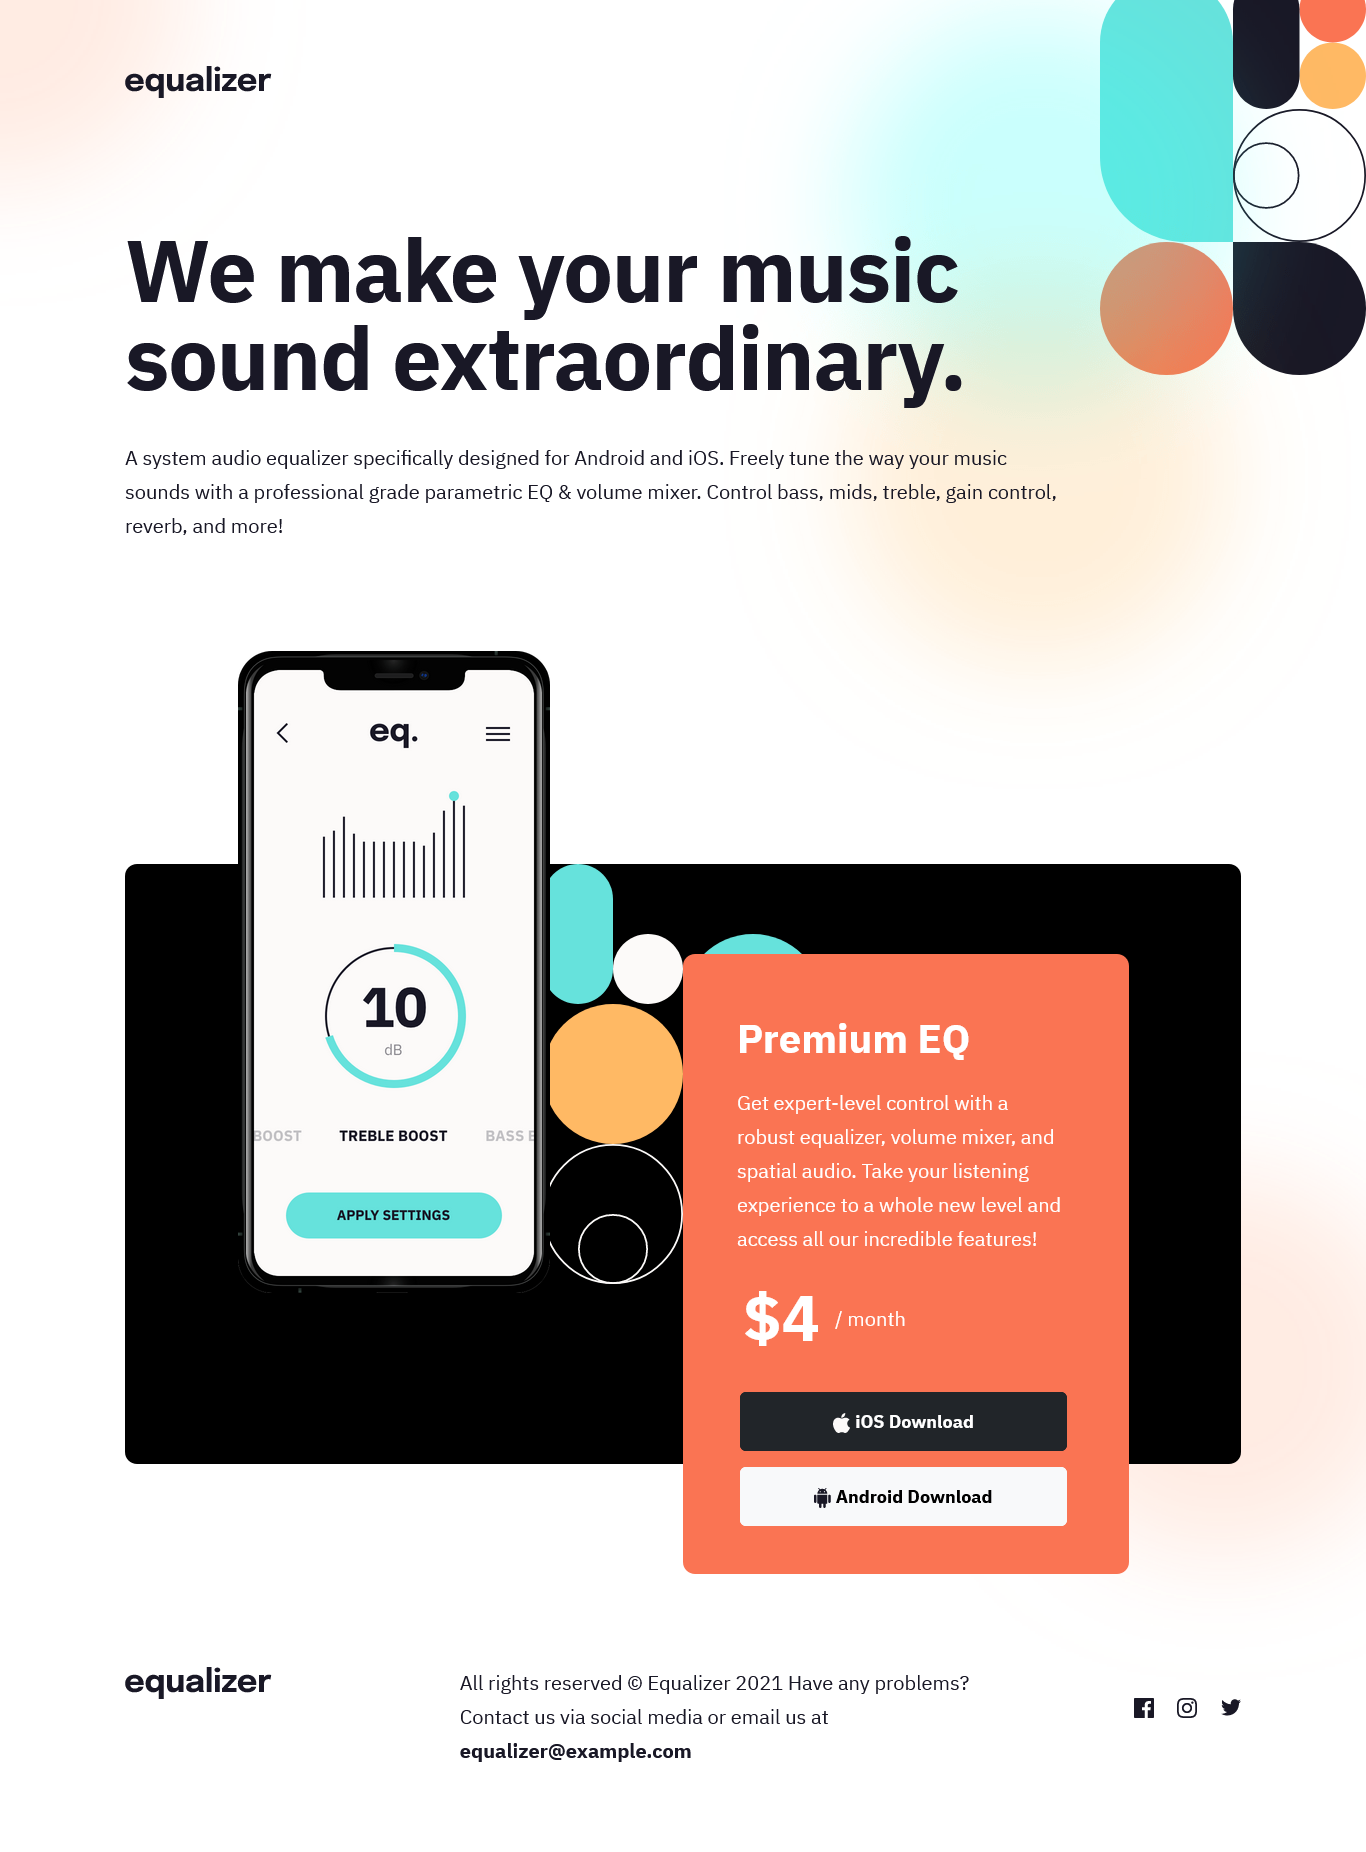 equalizer
We make your music
sound extraordinary.
A system audio equalizer specifically designed for Android and iOS. Freely tune the way your music
sounds with a professional grade parametric EQ & volume mixer. Control bass, mids, treble, gain control,
reverb, and more!
eq.
10
dB
BOOST TREBLE BOOST BASS
APPLY SETTINGS
Premium EQ
Get expert-level control with a
robust equalizer, volume mixer, and
spatial audio. Take your listening
experience to a whole new level and
access all our incredible features!
$4 / month
iOS Download
Android Download
equalizer
All rights reserved © Equalizer 2021 Have any problems?
Contact us via social media or email us at
equalizer@example.com